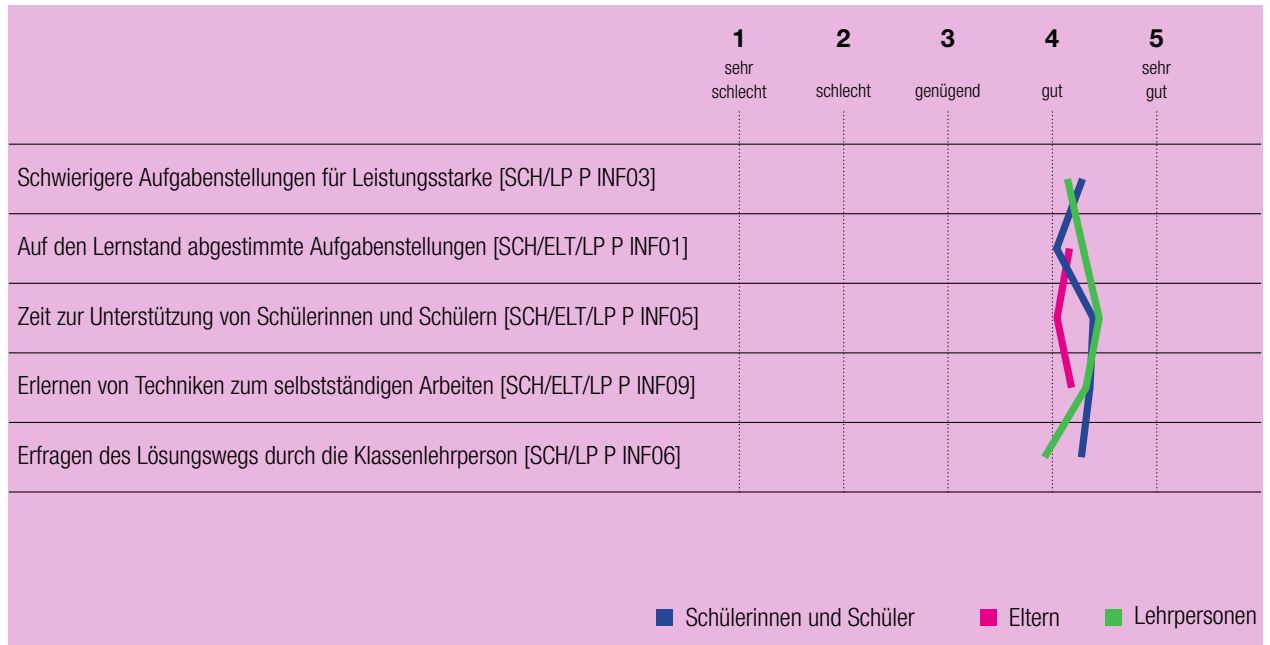 1 2 3 4 5
sehr schlecht schlecht genügend gut sehr gut
Schwierigere Aufgabenstellungen für Leistungsstarke [SCH/LP P INF03]
Auf den Lernstand abgestimmte Aufgabenstellungen [SCH/ELT/LP P INF01]
Zeit zur Unterstützung von Schülerinnen und Schülern [SCH/ELT/LP P INF05]
Erlernen von Techniken zum selbstständigen Arbeiten [SCH/ELT/LP P INF09]
Erfragen des Lösungswegs durch die Klassenlehrperson [SCH/LP P INF06]
Schülerinnen und Schüler Eltern Lehrpersonen